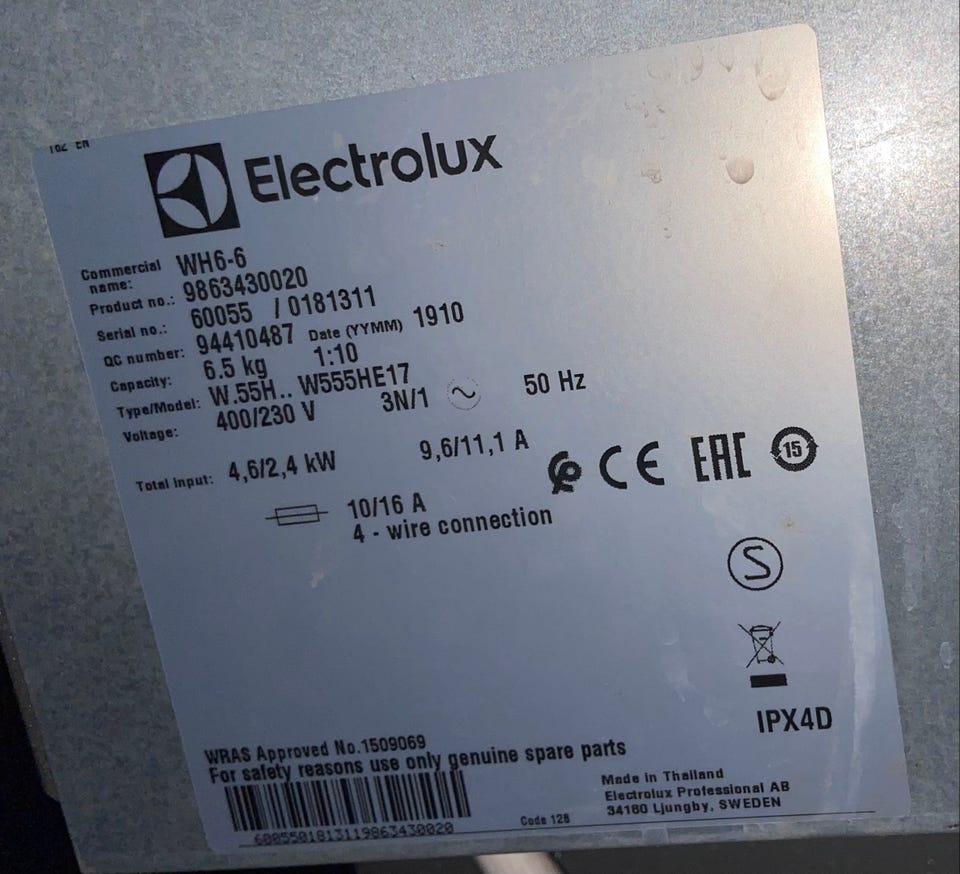 Electrolux
Commercial name: WH6-6
Product no.: 9863430020
Serial no.: 60055 / 0181311
QC number: 94410487 Date (YYMM) 1910
Capacity: 6.5 kg 1:10
Type/Model: W.55H.. W555HE17
Voltage: 400/230 V 3N/1 ~ 50 Hz
Total input: 4,6/2,4 kW 9,6/11,1 A
CE EAC 15
10/16 A
4 - wire connection
S
IPX4D
WRAS Approved No.1509069
For safety reasons use only genuine spare parts
6005501813119863430020
Code 128
Made in Thailand
Electrolux Professional AB
34180 Ljungby, SWEDEN